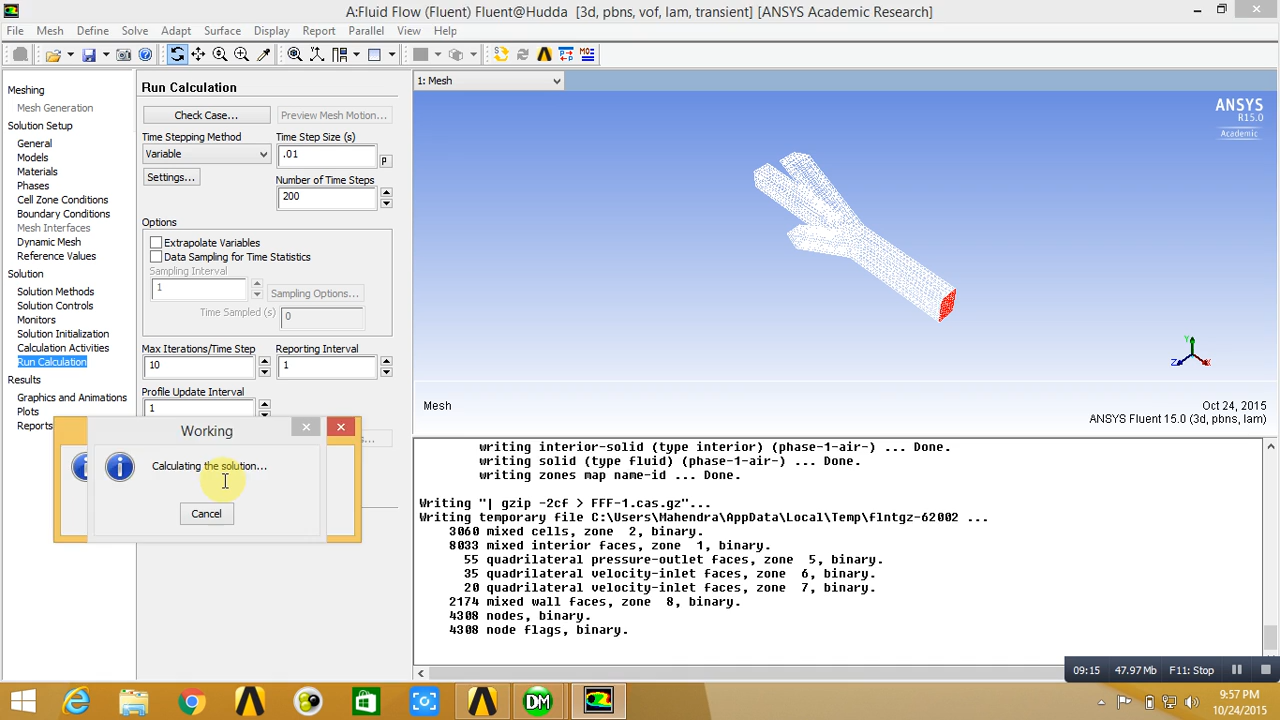 A:Fluid Flow (Fluent) Fluent@Hudda [3d, pbns, vof, lam, transient] [ANSYS Academic Research]
File Mesh Define Solve Adapt Surface Display Report Parallel View Help
Meshing
Mesh Generation
Solution Setup
General
Models
Materials
Phases
Cell Zone Conditions
Boundary Conditions
Mesh Interfaces
Dynamic Mesh
Reference Values
Solution
Solution Methods
Solution Controls
Monitors
Solution Initialization
Calculation Activities
Run Calculation
Results
Graphics and Animations
Plots
Reports
Run Calculation
Check Case... Preview Mesh Motion...
Time Stepping Method Time Step Size (s)
Variable .01 P
Settings... Number of Time Steps
200
Options
Extrapolate Variables
Data Sampling for Time Statistics
Sampling Interval
1 Sampling Options...
Time Sampled (s) 0
Max Iterations/Time Step Reporting Interval
10 1
Profile Update Interval
1
Working
Calculating the solution...
Cancel
1: Mesh
ANSYS
R15.0
Academic
Y
Z X
Mesh Oct 24, 2015
ANSYS Fluent 15.0 (3d, pbns, lam)
writing interior-solid (type interior) (phase-1-air-) ... Done.
writing solid (type fluid) (phase-1-air-) ... Done.
writing zones map name-id ... Done.
Writing "| gzip -2cf > FFF-1.cas.gz"...
Writing temporary file C:\Users\Mahendra\AppData\Local\Temp\flntgz-62002 ...
3060 mixed cells, zone 2, binary.
8033 mixed interior faces, zone 1, binary.
55 quadrilateral pressure-outlet faces, zone 5, binary.
35 quadrilateral velocity-inlet faces, zone 6, binary.
20 quadrilateral velocity-inlet faces, zone 7, binary.
2174 mixed wall faces, zone 8, binary.
4308 nodes, binary.
4308 node flags, binary.
09:15 47.97 Mb F11: Stop
DM
9:57 PM
10/24/2015